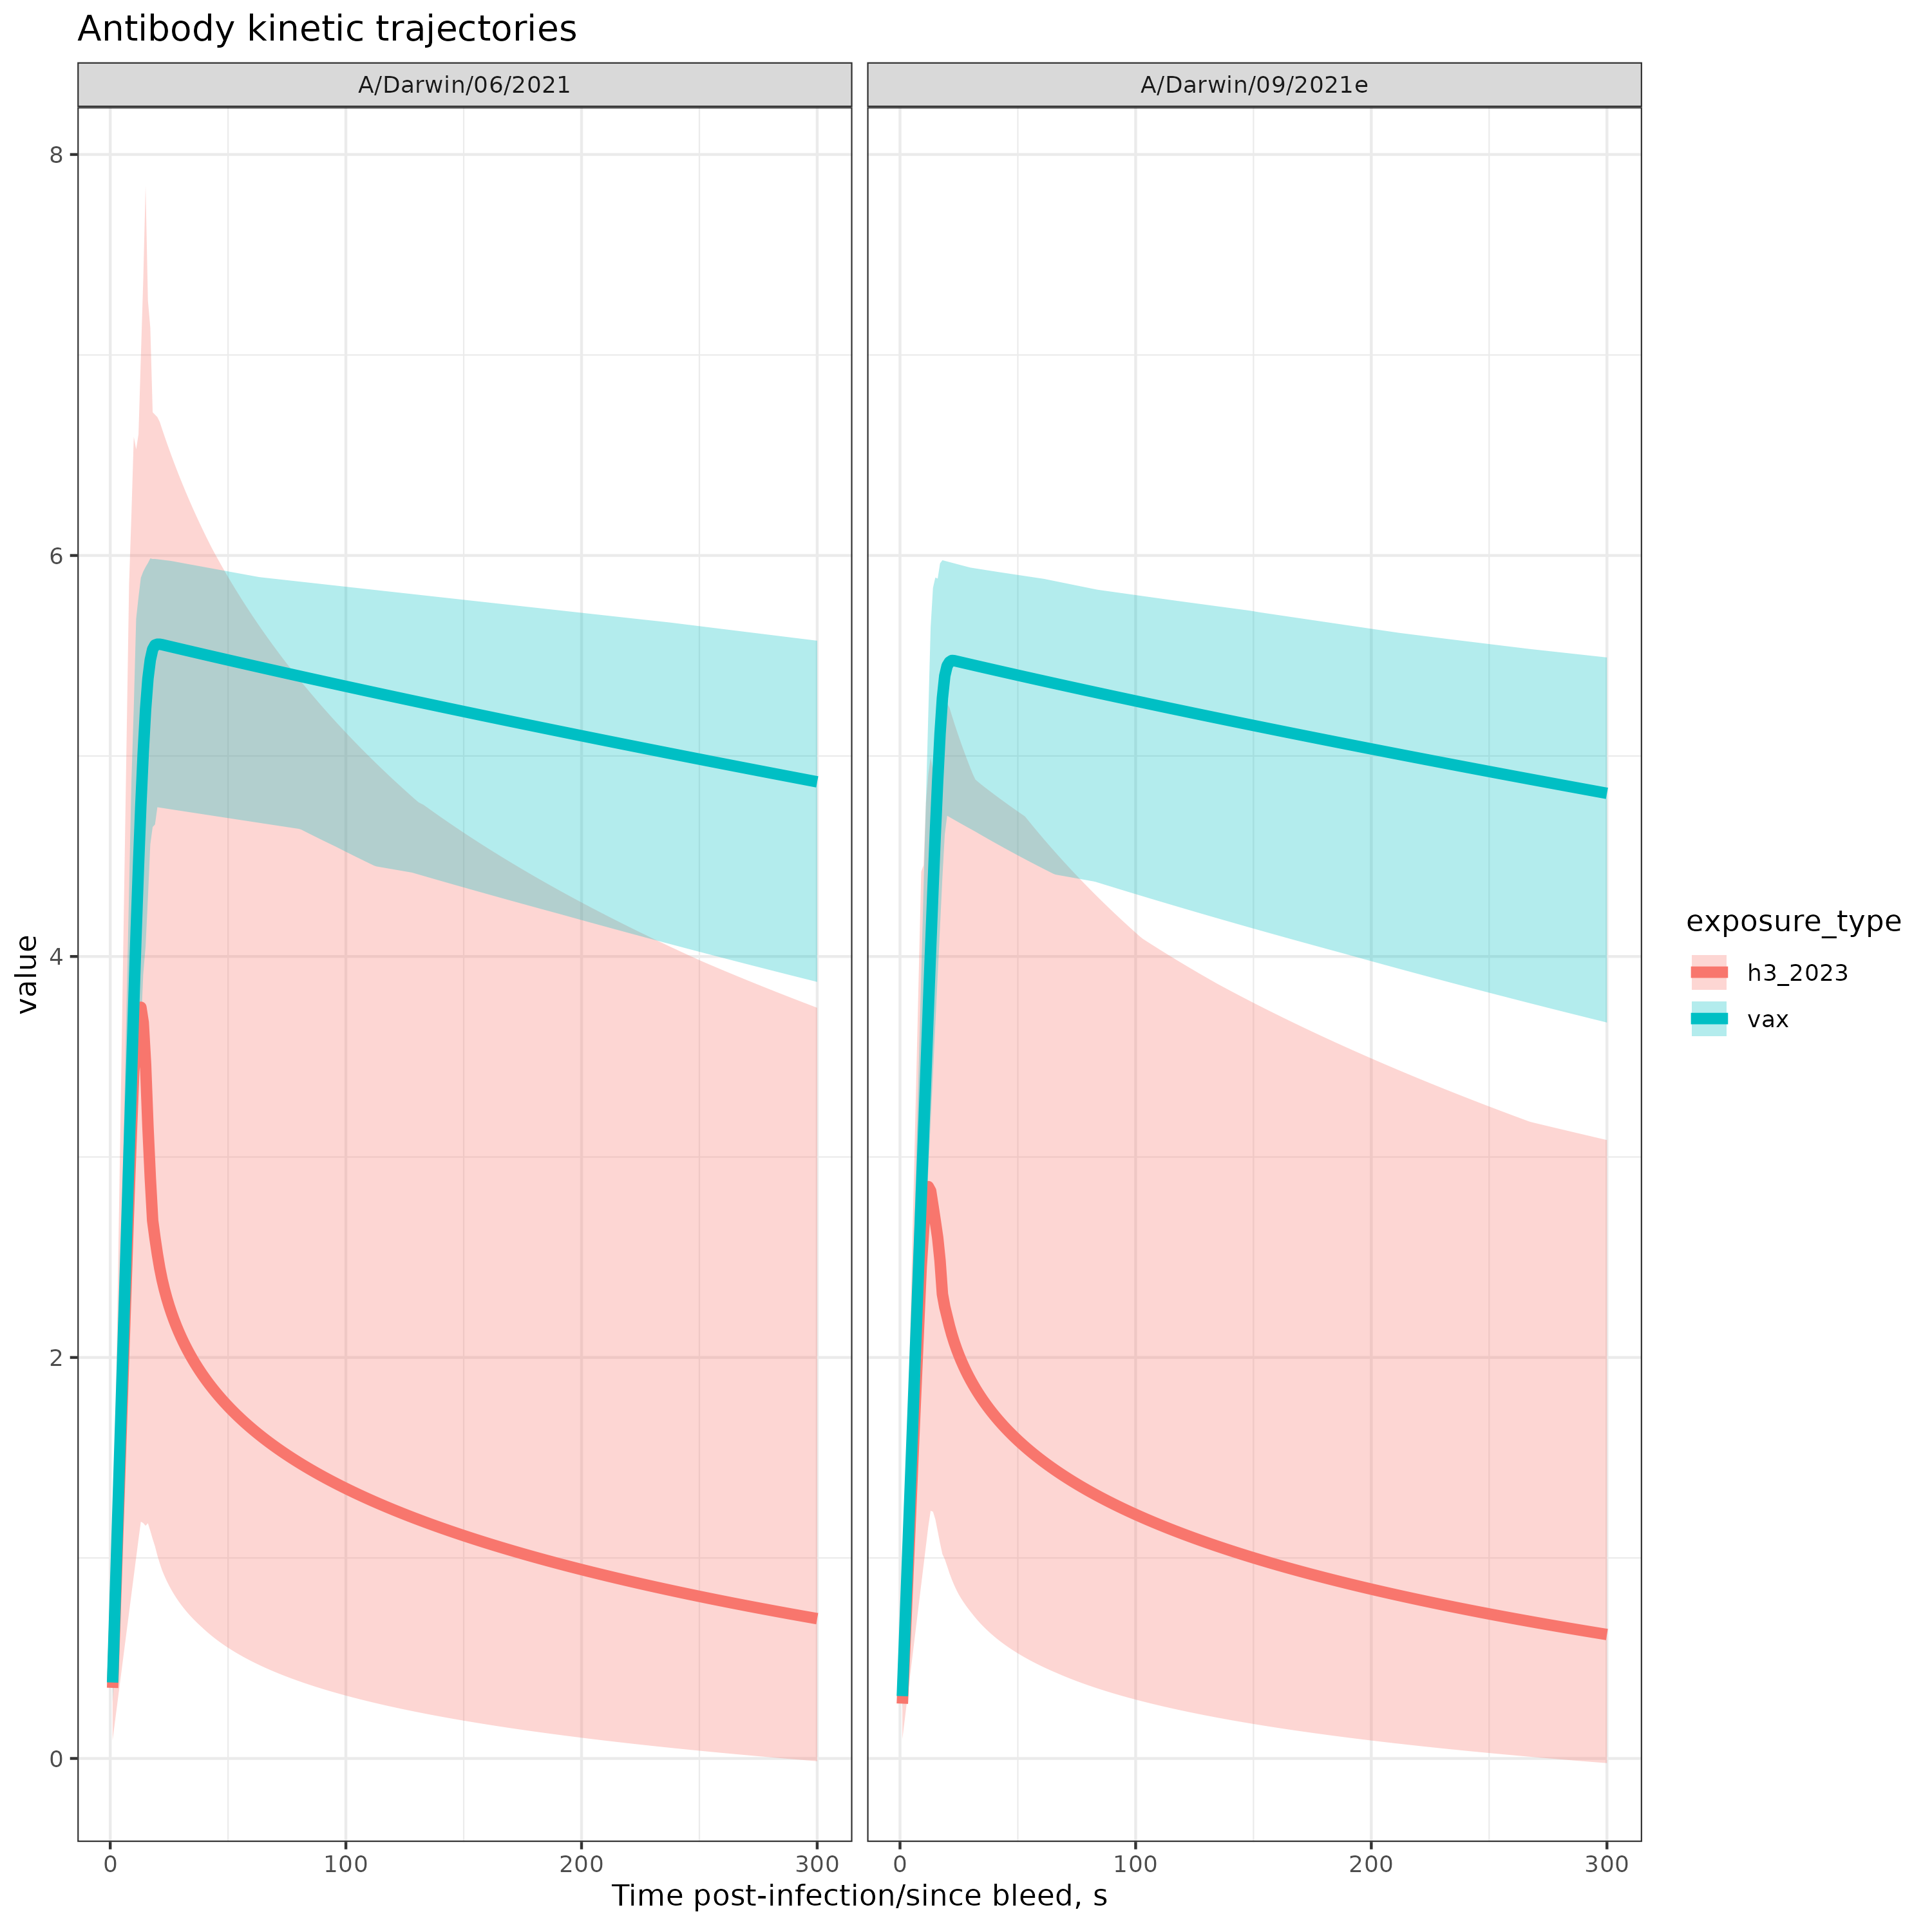 Antibody kinetic trajectories
A/Darwin/06/2021
A/Darwin/09/2021e
8
6
4
2
0
value
0 100 200 300
0 100 200 300
Time post-infection/since bleed, s
exposure_type
h3_2023
vax